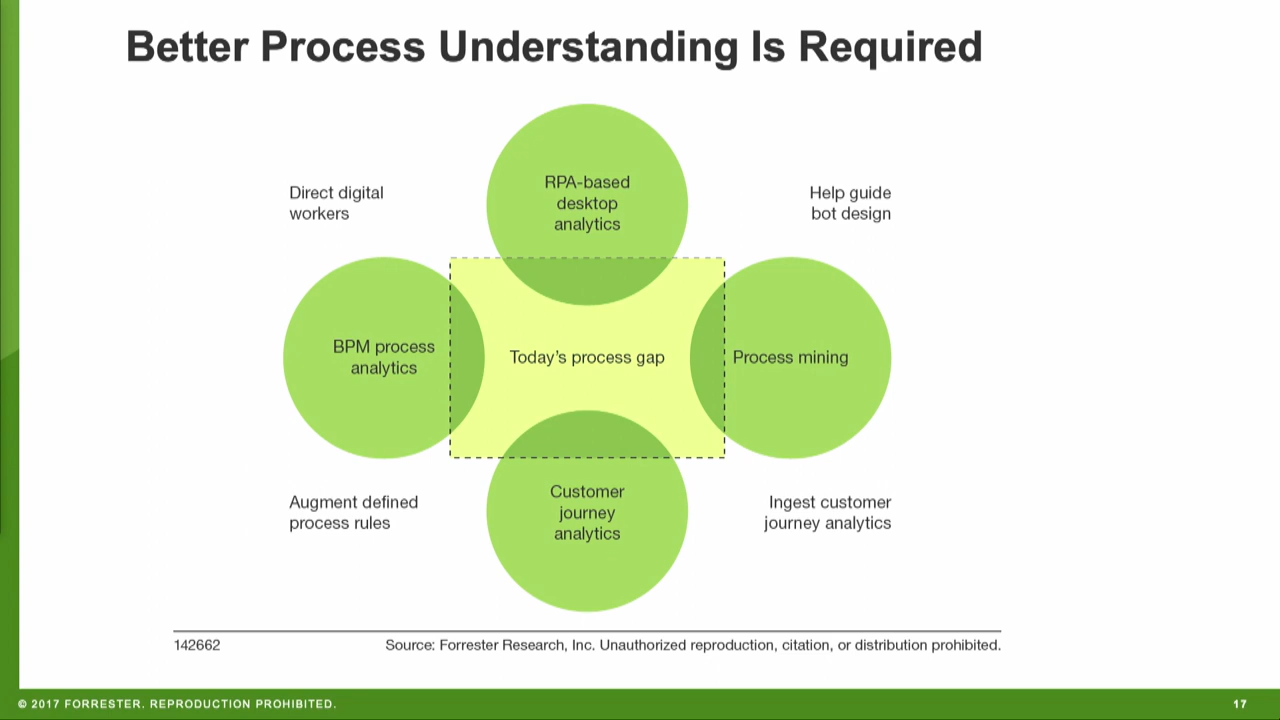 Better Process Understanding Is Required
RPA-based
desktop
analytics
Direct digital
workers
Help guide
bot design
BPM process
analytics
Today’s process gap
Process mining
Customer
journey
analytics
Augment defined
process rules
Ingest customer
journey analytics
142662
Source: Forrester Research, Inc. Unauthorized reproduction, citation, or distribution prohibited.
© 2017 FORRESTER. REPRODUCTION PROHIBITED.
17